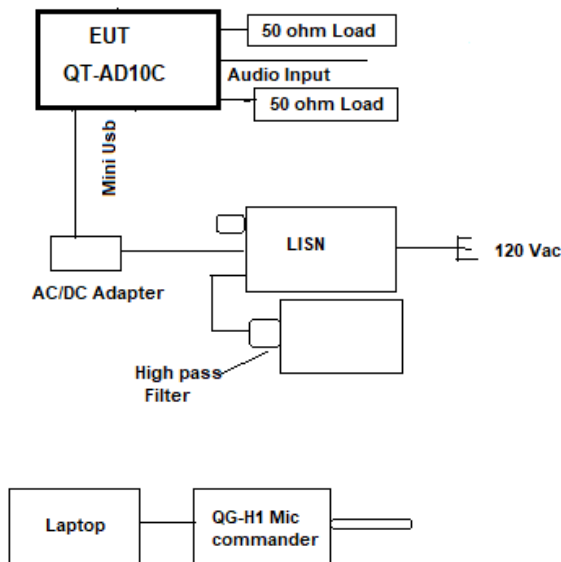 EUT
QT-AD10C
50 ohm Load
Audio Input
50 ohm Load
Mini Usb
LISN
120 Vac
AC/DC Adapter
High pass
Filter
Laptop
QG-H1 Mic
commander